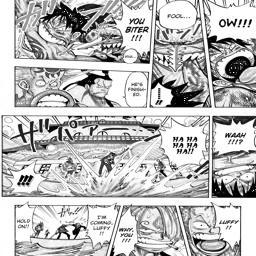 OW!!!
FOOL...
YOU
BITER
!!!
HE'S
FINISH-
ED.
WAAH
!!!?
HA HA
HA HA
HA!!
!!!
LUFFY
!!
WHY,
YOU
!!!
I'M
COMING,
LUFFY
!!
HOLD
ON!!